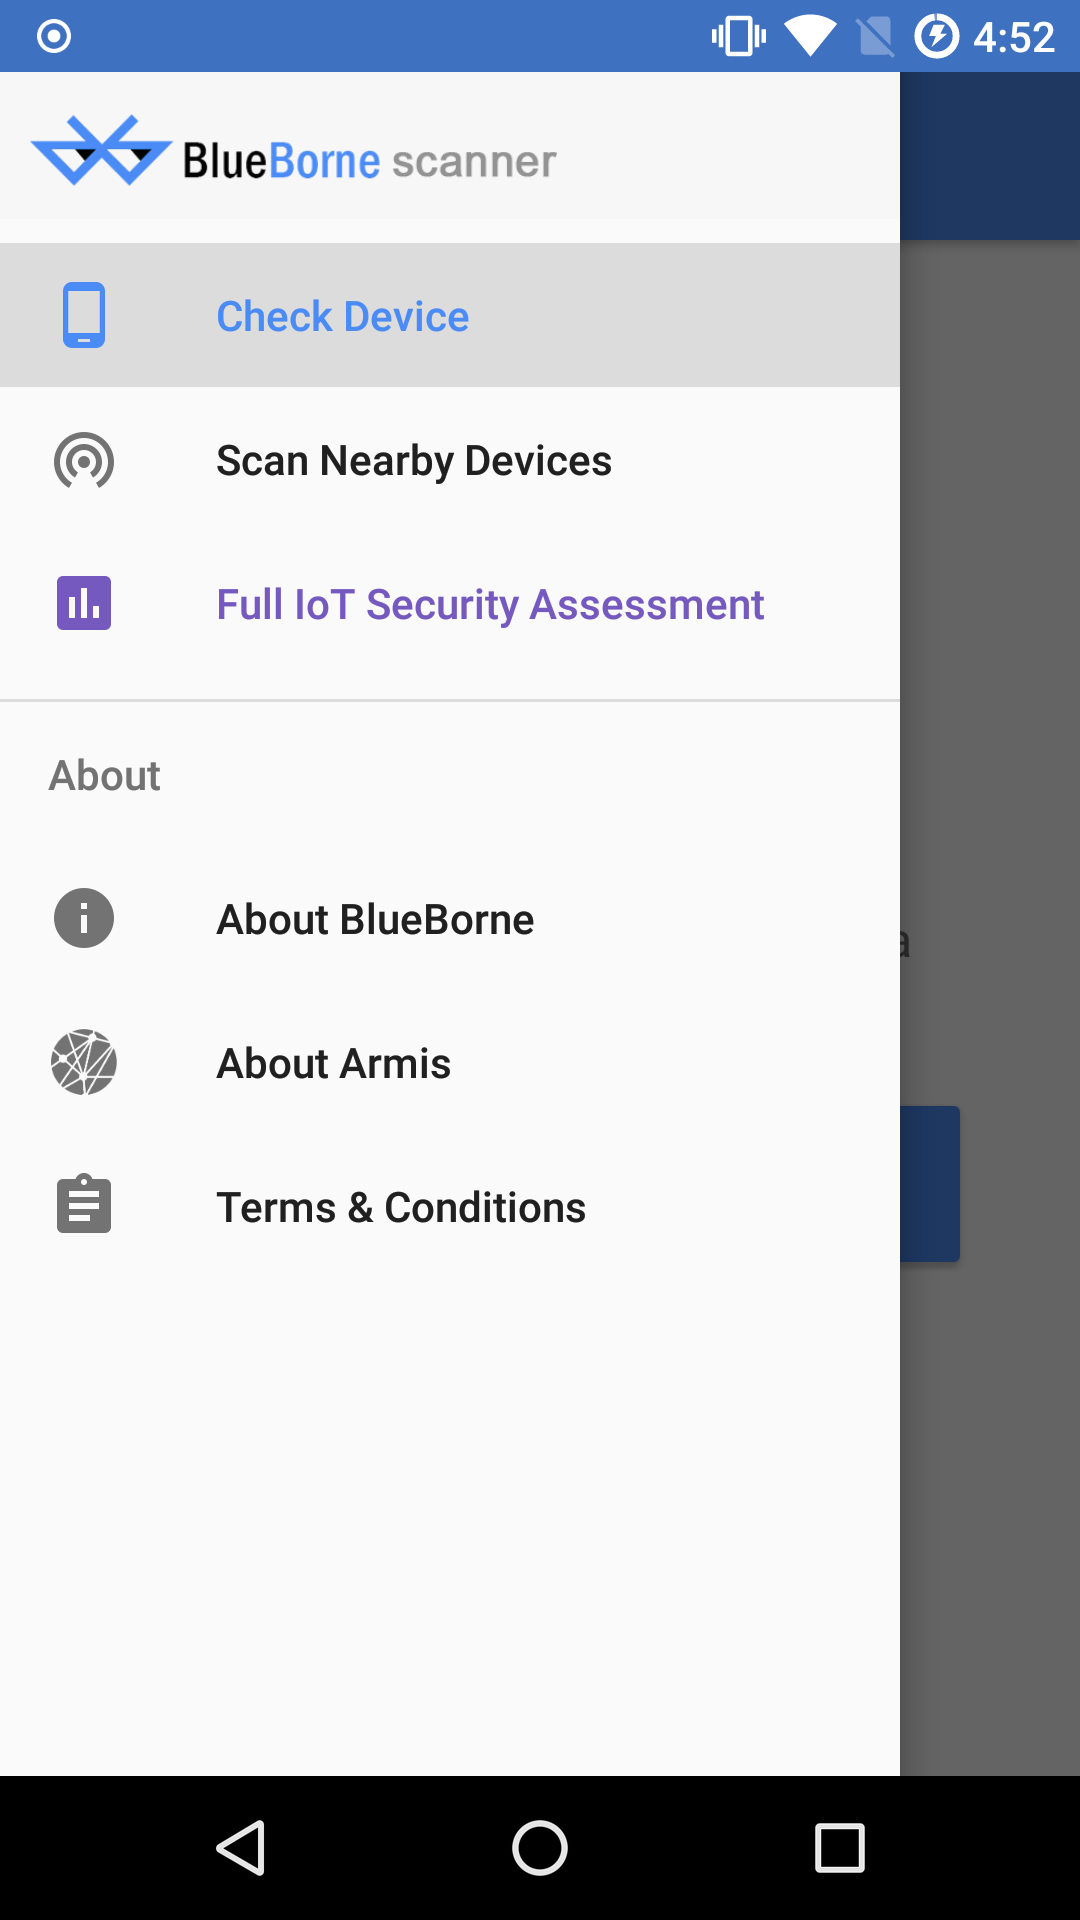 4:52
BlueBorne scanner
Check Device
Scan Nearby Devices
Full IoT Security Assessment
About
About BlueBorne
About Armis
Terms & Conditions